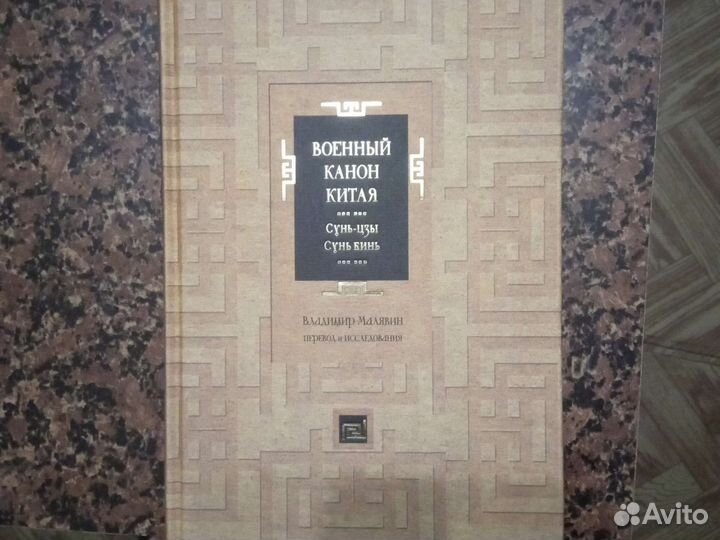 ВОЕННЫЙ
КАНОН
КИТАЯ
Сунь-цзы
Сунь Бинь
Владимир Малявин
перевод и исследования
Avito